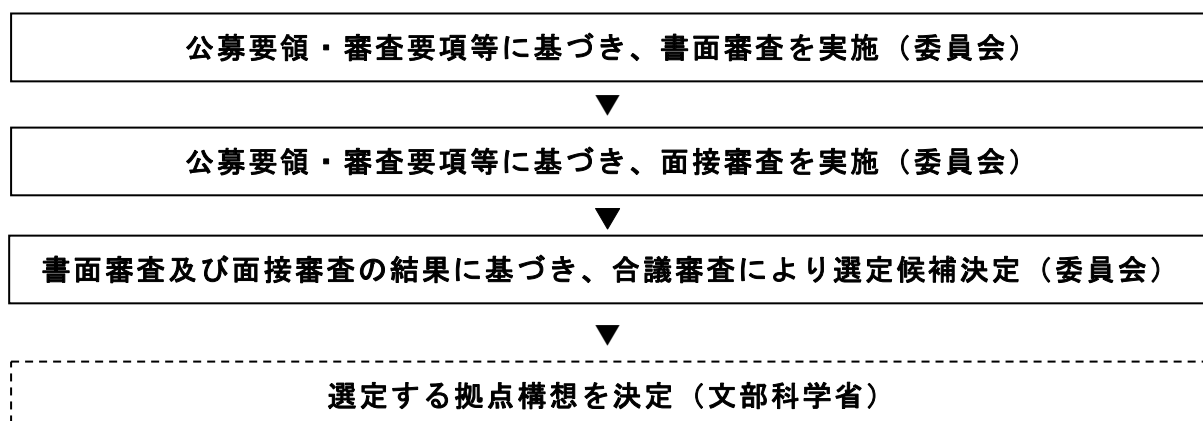 公募要領・審査要項等に基づき、書面審査を実施（委員会）
▼
公募要領・審査要項等に基づき、面接審査を実施（委員会）
▼
書面審査及び面接審査の結果に基づき、合議審査により選定候補決定（委員会）
▼
選定する拠点構想を決定（文部科学省）